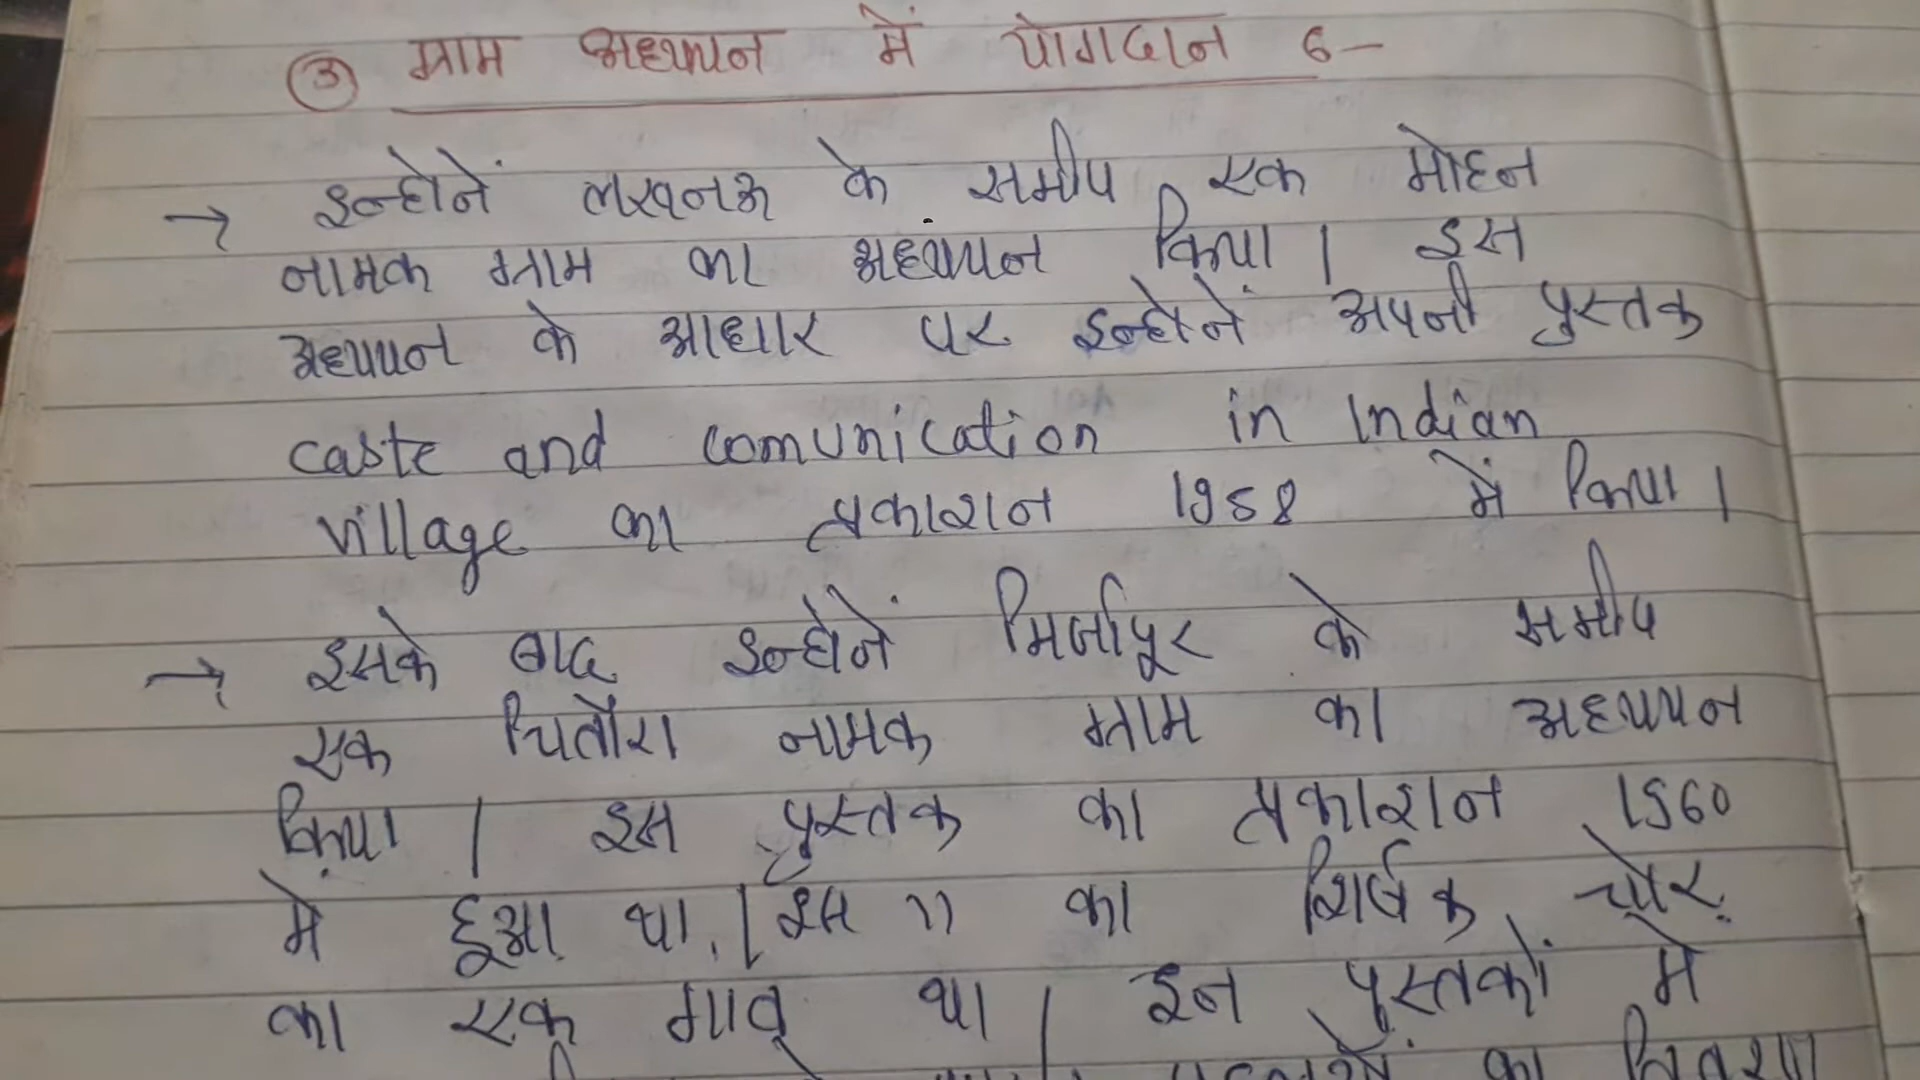 ③ ग्राम अध्ययन में योगदान :-
→ इन्होनें लखनऊ के समीप एक मोहन
नामक ग्राम का अध्ययन किया। इस
अध्ययन के आधार पर इन्होनें अपनी पुस्तक
caste and comunication in Indian
village का प्रकाशन 1958 में किया।
→ इसके बाद इन्होनें मिर्जापूर के समीप
एक चितौरा नामक ग्राम का अध्ययन
किया। इस पुस्तक का प्रकाशन 1960
में हुआ था। इस " का शिर्षक चोर
का एक गाव था। इन पुस्तकों मे
का विवरण